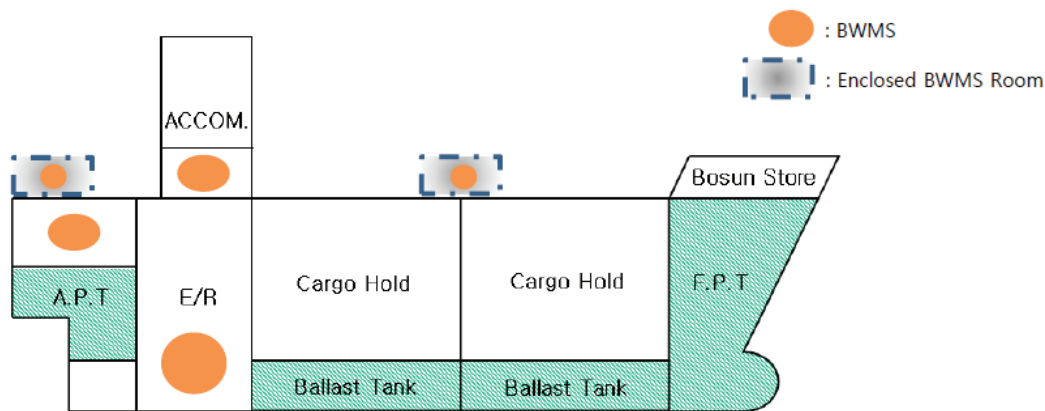 : BWMS
: Enclosed BWMS Room
ACCOM.
Bosun Store
A.P.T
E/R
Cargo Hold
Cargo Hold
F.P.T
Ballast Tank
Ballast Tank